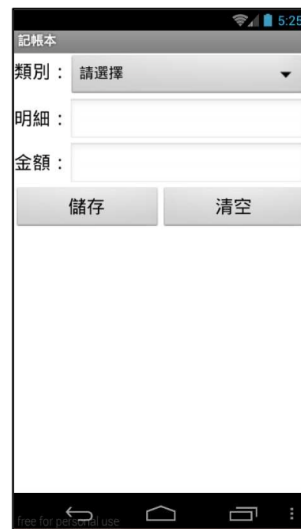 5:25
記帳本
類別：請選擇
明細：
金額：
儲存 清空
free for personal use